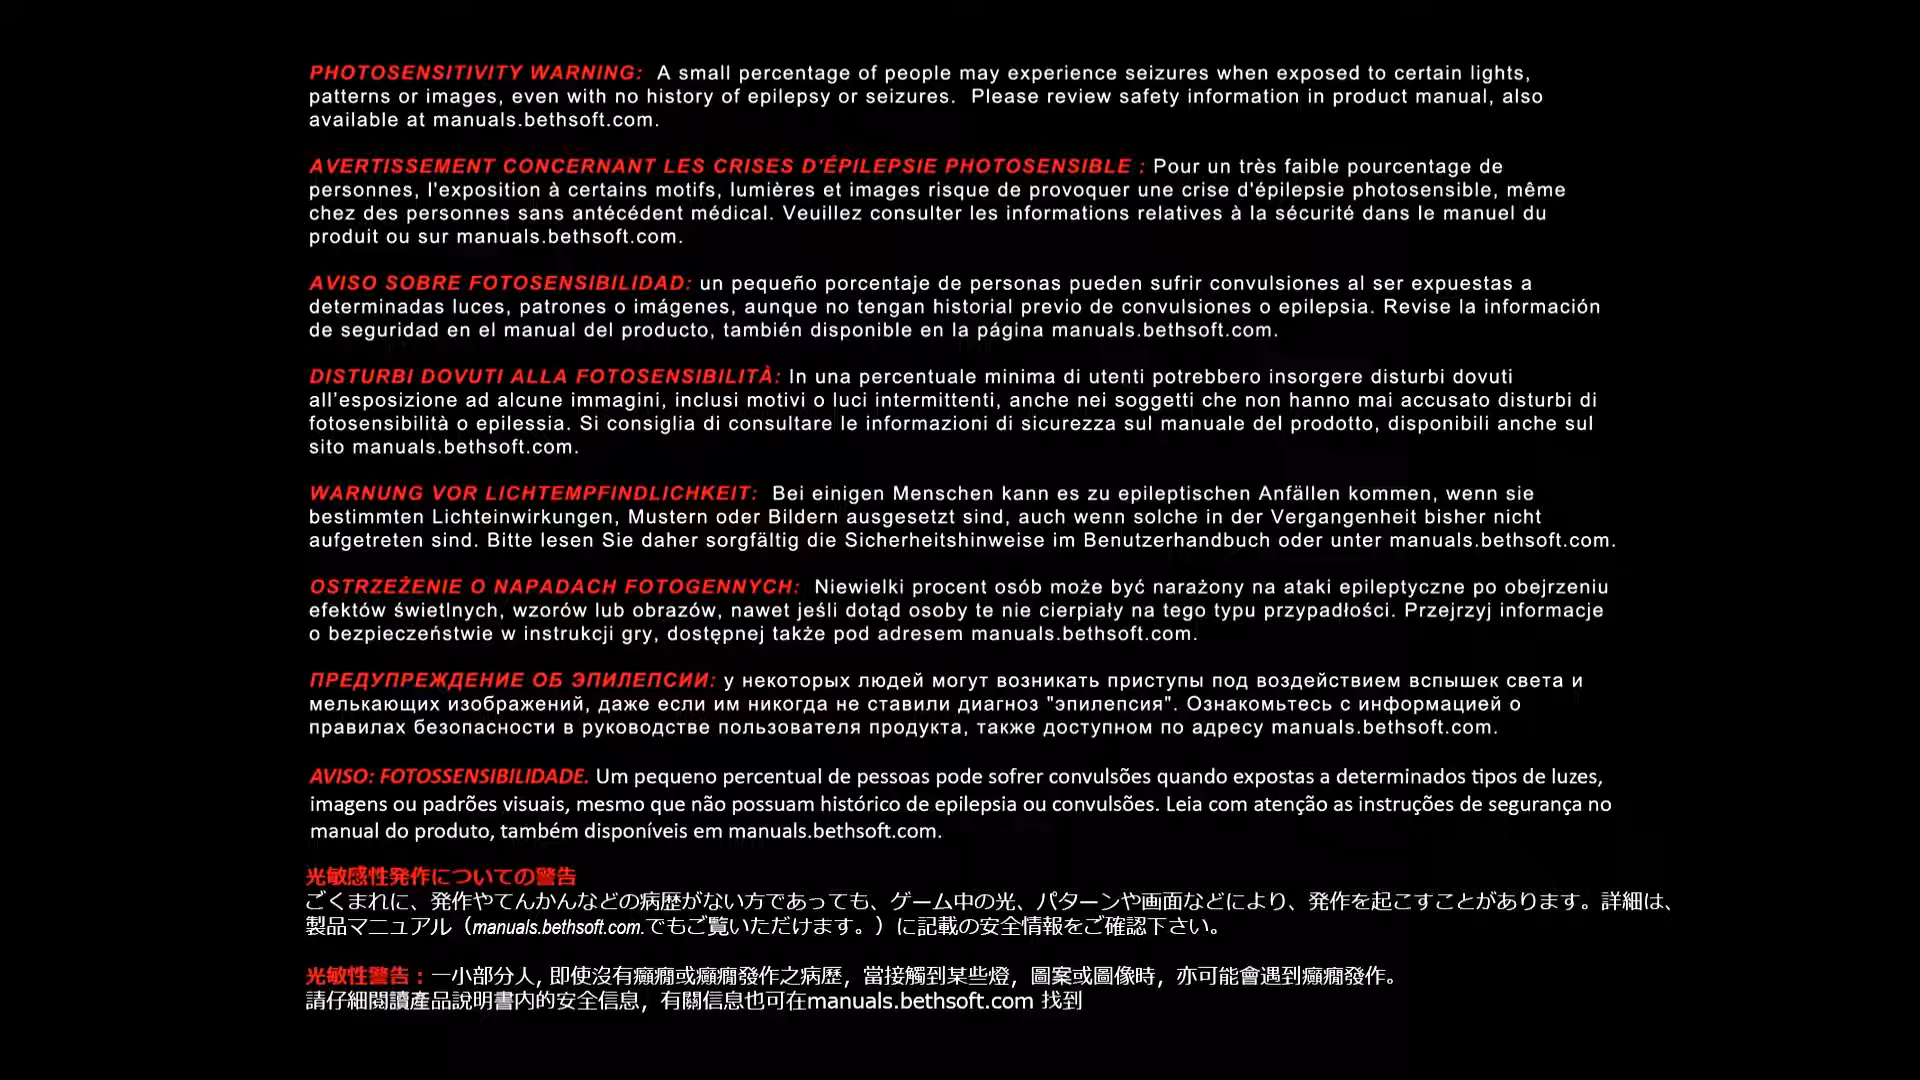 PHOTOSENSITIVITY WARNING: A small percentage of people may experience seizures when exposed to certain lights,
patterns or images, even with no history of epilepsy or seizures. Please review safety information in product manual, also
available at manuals.bethsoft.com.
AVERTISSEMENT CONCERNANT LES CRISES D'ÉPILEPSIE PHOTOSENSIBLE : Pour un très faible pourcentage de
personnes, l'exposition à certains motifs, lumières et images risque de provoquer une crise d'épilepsie photosensible, même
chez des personnes sans antécédent médical. Veuillez consulter les informations relatives à la sécurité dans le manuel du
produit ou sur manuals.bethsoft.com.
AVISO SOBRE FOTOSENSIBILIDAD: un pequeño porcentaje de personas pueden sufrir convulsiones al ser expuestas a
determinadas luces, patrones o imágenes, aunque no tengan historial previo de convulsiones o epilepsia. Revise la información
de seguridad en el manual del producto, también disponible en la página manuals.bethsoft.com.
DISTURBI DOVUTI ALLA FOTOSENSIBILITÀ: In una percentuale minima di utenti potrebbero insorgere disturbi dovuti
all’esposizione ad alcune immagini, inclusi motivi o luci intermittenti, anche nei soggetti che non hanno mai accusato disturbi di
fotosensibilità o epilessia. Si consiglia di consultare le informazioni di sicurezza sul manuale del prodotto, disponibili anche sul
sito manuals.bethsoft.com.
WARNUNG VOR LICHTEMPFINDLICHKEIT: Bei einigen Menschen kann es zu epileptischen Anfällen kommen, wenn sie
bestimmten Lichteinwirkungen, Mustern oder Bildern ausgesetzt sind, auch wenn solche in der Vergangenheit bisher nicht
aufgetreten sind. Bitte lesen Sie daher sorgfältig die Sicherheitshinweise im Benutzerhandbuch oder unter manuals.bethsoft.com.
OSTRZEŻENIE O NAPADACH FOTOGENNYCH: Niewielki procent osób może być narażony na ataki epileptyczne po obejrzeniu
efektów świetlnych, wzorów lub obrazów, nawet jeśli dotąd osoby te nie cierpiały na tego typu przypadłości. Przejrzyj informacje
o bezpieczeństwie w instrukcji gry, dostępnej także pod adresem manuals.bethsoft.com.
ПРЕДУПРЕЖДЕНИЕ ОБ ЭПИЛЕПСИИ: у некоторых людей могут возникать приступы под воздействием вспышек света и
мелькающих изображений, даже если им никогда не ставили диагноз "эпилепсия". Ознакомьтесь с информацией о
правилах безопасности в руководстве пользователя продукта, также доступном по адресу manuals.bethsoft.com.
AVISO: FOTOSSENSIBILIDADE. Um pequeno percentual de pessoas pode sofrer convulsões quando expostas a determinados tipos de luzes,
imagens ou padrões visuais, mesmo que não possuam histórico de epilepsia ou convulsões. Leia com atenção as instruções de segurança no
manual do produto, também disponíveis em manuals.bethsoft.com.
光敏感性発作についての警告
ごくまれに、発作やてんかんなどの病歴がない方であっても、ゲーム中の光、パターンや画面などにより、発作を起こすことがあります。詳細は、
製品マニュアル（manuals.bethsoft.com.でもご覧いただけます。）に記載の安全情報をご確認下さい。
光敏性警告：一小部分人, 即使沒有癲癇或癲癇發作之病歷，當接觸到某些燈，圖案或圖像時，亦可能會遇到癲癇發作。
請仔細閱讀產品說明書內的安全信息，有關信息也可在manuals.bethsoft.com 找到